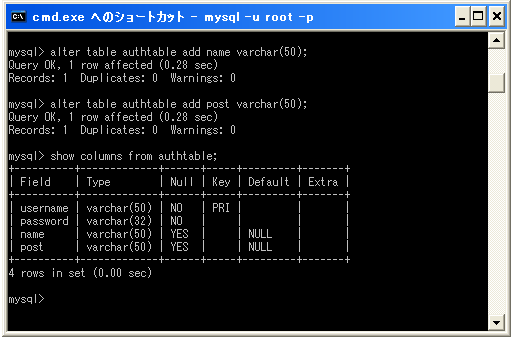 cmd.exe へのショートカット - mysql -u root -p
mysql> alter table authtable add name varchar(50);
Query OK, 1 row affected (0.28 sec)
Records: 1  Duplicates: 0  Warnings: 0
mysql> alter table authtable add post varchar(50);
Query OK, 1 row affected (0.28 sec)
Records: 1  Duplicates: 0  Warnings: 0
mysql> show columns from authtable;
+----------+-------------+------+-----+---------+-------+
| Field    | Type        | Null | Key | Default | Extra |
+----------+-------------+------+-----+---------+-------+
| username | varchar(50) | NO   | PRI |         |       |
| password | varchar(32) | NO   |     |         |       |
| name     | varchar(50) | YES  |     | NULL    |       |
| post     | varchar(50) | YES  |     | NULL    |       |
+----------+-------------+------+-----+---------+-------+
4 rows in set (0.00 sec)
mysql>